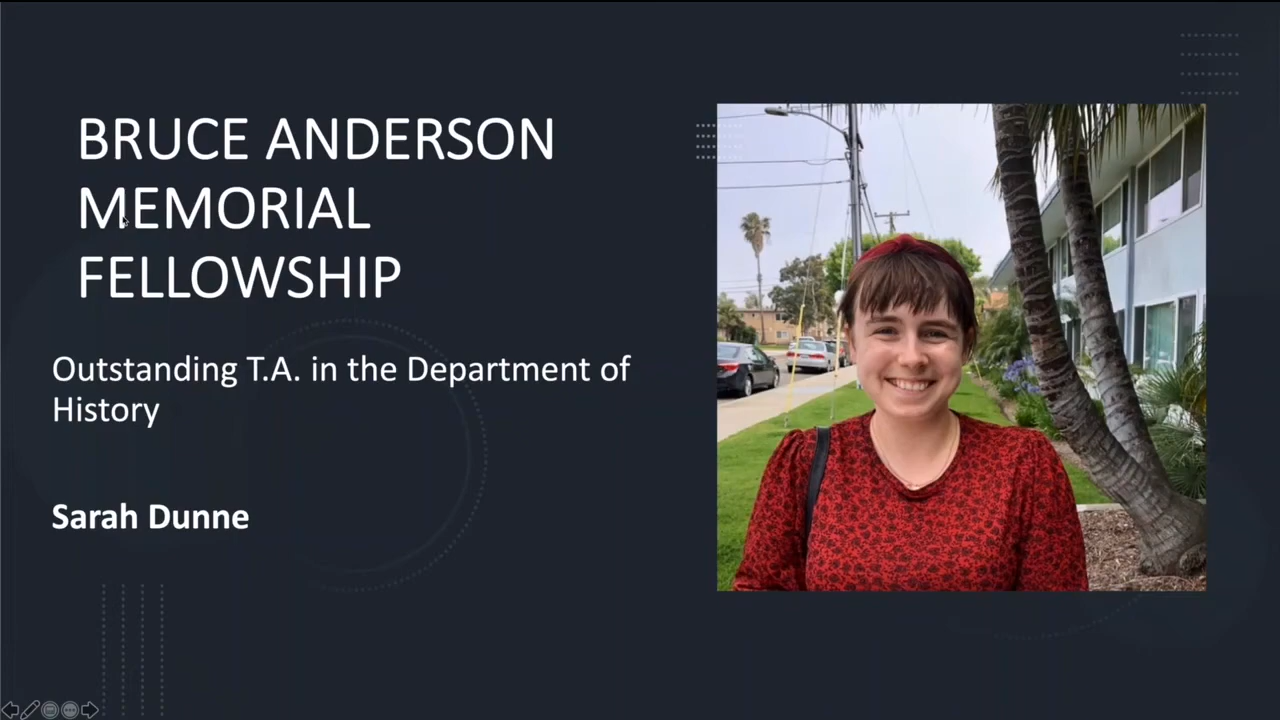 BRUCE ANDERSON
MEMORIAL
FELLOWSHIP
Outstanding T.A. in the Department of
History
Sarah Dunne